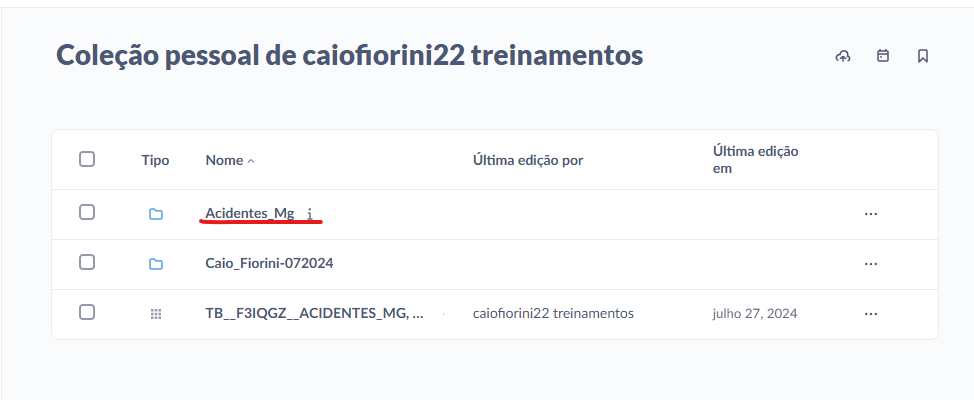 Coleção pessoal de caiofiorini22 treinamentos
Tipo
Nome
Última edição por
Última edição
em
Acidentes_Mg
Caio_Fiorini-072024
TB__F3IQGZ__ACIDENTES_MG, ...
caiofiorini22 treinamentos
julho 27, 2024